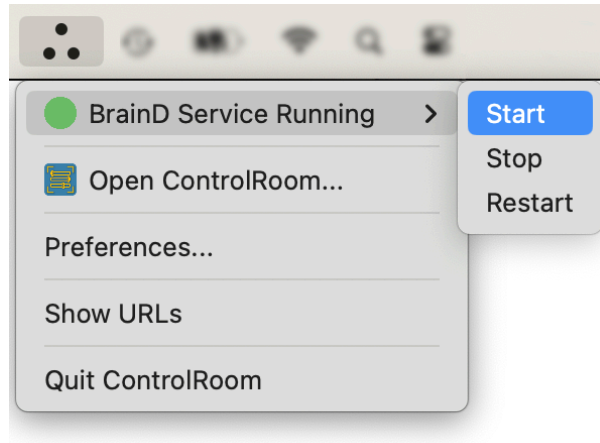 BrainD Service Running
Start
Stop
Restart
Open ControlRoom...
Preferences...
Show URLs
Quit ControlRoom